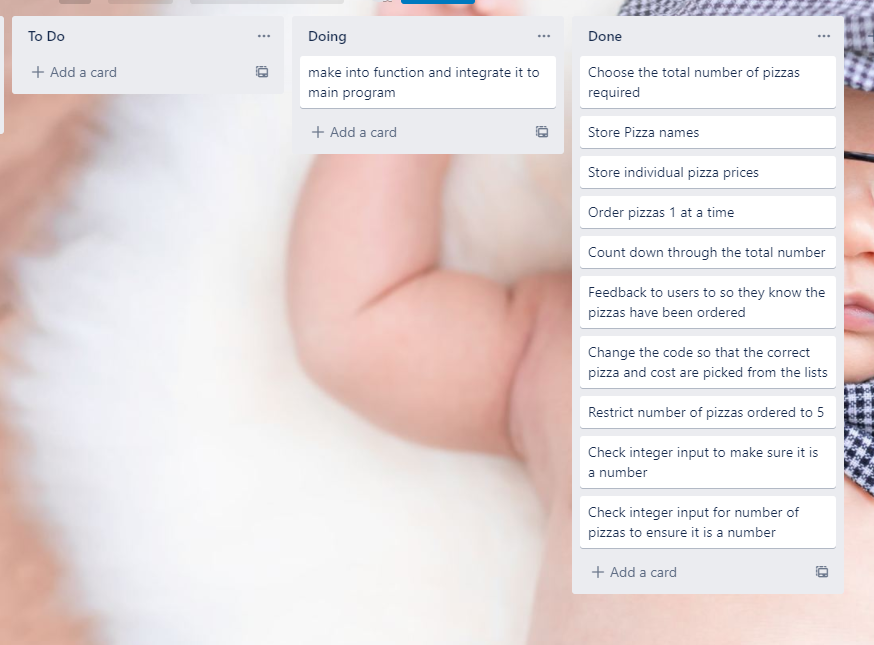 To Do
Add a card
Doing
make into function and integrate it to
main program
Add a card
Done
Choose the total number of pizzas
required
Store Pizza names
Store individual pizza prices
Order pizzas 1 at a time
Count down through the total number
Feedback to users to so they know the
pizzas have been ordered
Change the code so that the correct
pizza and cost are picked from the lists
Restrict number of pizzas ordered to 5
Check integer input to make sure it is
a number
Check integer input for number of
pizzas to ensure it is a number
Add a card